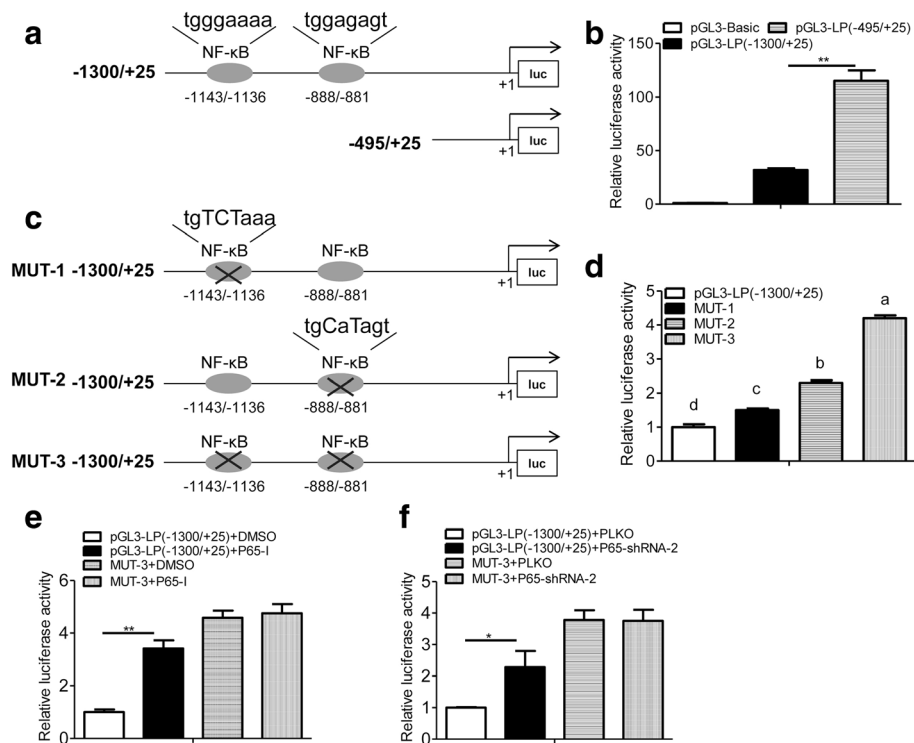 a
tgggaaaa tggagagt
NF-κB NF-κB
-1300/+25
-1143/-1136 -888/-881 +1 luc
-495/+25
+1 luc
b
pGL3-Basic pGL3-LP(-495/+25)
pGL3-LP(-1300/+25)
Relative luciferase activity
150
100
50
0
**
c
tgTCTaaa
NF-κB NF-κB
MUT-1 -1300/+25
-1143/-1136 -888/-881 +1 luc
tgCaTagt
NF-κB NF-κB
MUT-2 -1300/+25
-1143/-1136 -888/-881 +1 luc
NF-κB NF-κB
MUT-3 -1300/+25
-1143/-1136 -888/-881 +1 luc
d
pGL3-LP(-1300/+25)
MUT-1
MUT-2
MUT-3
Relative luciferase activity
5
4
3
2
1
0
d c b a
e
pGL3-LP(-1300/+25)+DMSO
pGL3-LP(-1300/+25)+P65-I
MUT-3+DMSO
MUT-3+P65-I
Relative luciferase activity
6
4
2
0
**
f
pGL3-LP(-1300/+25)+PLKO
pGL3-LP(-1300/+25)+P65-shRNA-2
MUT-3+PLKO
MUT-3+P65-shRNA-2
Relative luciferase activity
5
4
3
2
1
0
*